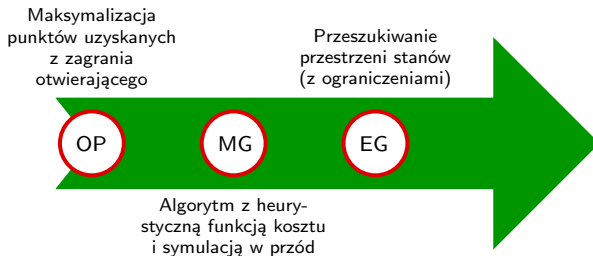 Maksymalizacja
punktów uzyskanych
z zagrania
otwierającego
Przeszukiwanie
przestrzeni stanów
(z ograniczeniami)
OP
MG
EG
Algorytm z heury-
styczną funkcją kosztu
i symulacją w przód